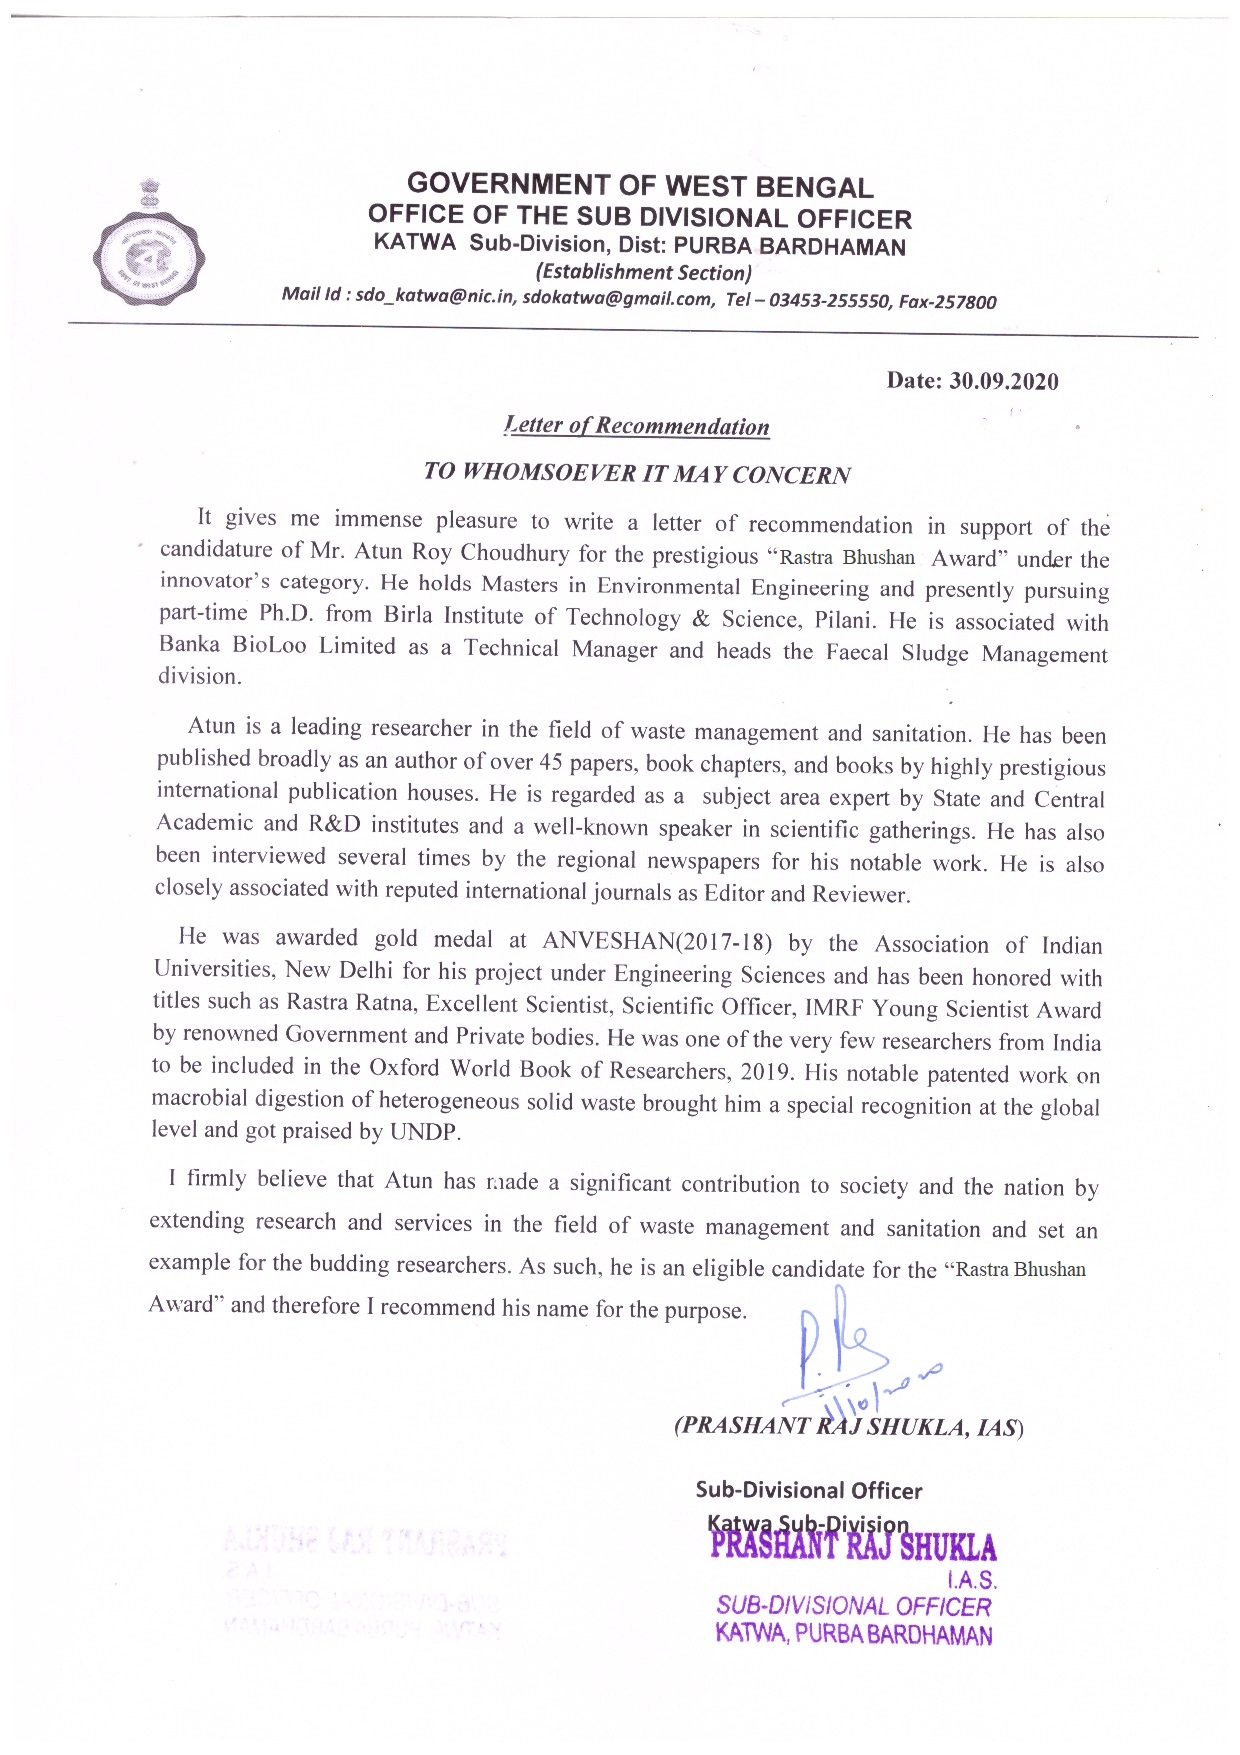 GOVERNMENT OF WEST BENGAL
OFFICE OF THE SUB DIVISIONAL OFFICER
KATWA Sub-Division, Dist: PURBA BARDHAMAN
(Establishment Section)
Mail Id : sdo_katwa@nic.in, sdokatwa@gmail.com, Tel – 03453-255550, Fax-257800
Date: 30.09.2020
Letter of Recommendation
TO WHOMSOEVER IT MAY CONCERN
It gives me immense pleasure to write a letter of recommendation in support of the
candidature of Mr. Atun Roy Choudhury for the prestigious “Rastra Bhushan Award” under the
innovator’s category. He holds Masters in Environmental Engineering and presently pursuing
part-time Ph.D. from Birla Institute of Technology & Science, Pilani. He is associated with
Banka BioLoo Limited as a Technical Manager and heads the Faecal Sludge Management
division.
Atun is a leading researcher in the field of waste management and sanitation. He has been
published broadly as an author of over 45 papers, book chapters, and books by highly prestigious
international publication houses. He is regarded as a subject area expert by State and Central
Academic and R&D institutes and a well-known speaker in scientific gatherings. He has also
been interviewed several times by the regional newspapers for his notable work. He is also
closely associated with reputed international journals as Editor and Reviewer.
He was awarded gold medal at ANVESHAN(2017-18) by the Association of Indian
Universities, New Delhi for his project under Engineering Sciences and has been honored with
titles such as Rastra Ratna, Excellent Scientist, Scientific Officer, IMRF Young Scientist Award
by renowned Government and Private bodies. He was one of the very few researchers from India
to be included in the Oxford World Book of Researchers, 2019. His notable patented work on
macrobial digestion of heterogeneous solid waste brought him a special recognition at the global
level and got praised by UNDP.
I firmly believe that Atun has made a significant contribution to society and the nation by
extending research and services in the field of waste management and sanitation and set an
example for the budding researchers. As such, he is an eligible candidate for the “Rastra Bhushan
Award” and therefore I recommend his name for the purpose.
1/10/2020
(PRASHANT RAJ SHUKLA, IAS)
Sub-Divisional Officer
Katwa Sub-Division
PRASHANT RAJ SHUKLA
I.A.S.
SUB-DIVISIONAL OFFICER
KATWA, PURBA BARDHAMAN